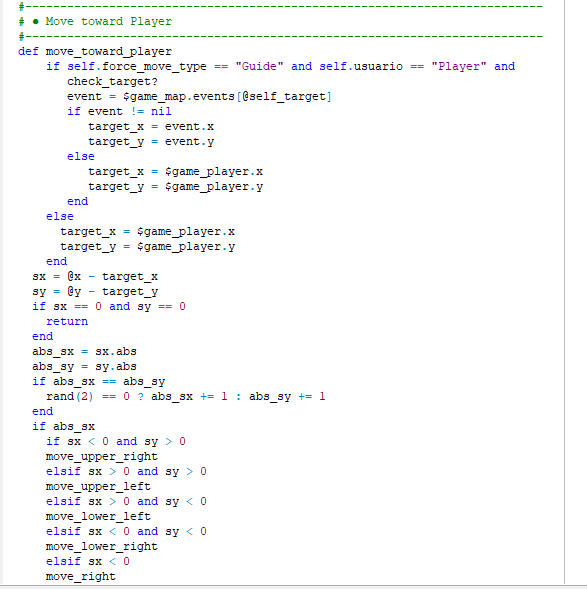 #--------------------------------------------------------------------------
# ● Move toward Player
#--------------------------------------------------------------------------
def move_toward_player
    if self.force_move_type == "Guide" and self.usuario == "Player" and
       check_target?
       event = $game_map.events[@self_target]
       if event != nil
          target_x = event.x
          target_y = event.y
       else
          target_x = $game_player.x
          target_y = $game_player.y
       end
    else
      target_x = $game_player.x
      target_y = $game_player.y
    end
  sx = @x - target_x
  sy = @y - target_y
  if sx == 0 and sy == 0
    return
  end
  abs_sx = sx.abs
  abs_sy = sy.abs
  if abs_sx == abs_sy
    rand(2) == 0 ? abs_sx += 1 : abs_sy += 1
  end
  if abs_sx
    if sx < 0 and sy > 0
    move_upper_right
    elsif sx > 0 and sy > 0
    move_upper_left
    elsif sx > 0 and sy < 0
    move_lower_left
    elsif sx < 0 and sy < 0
    move_lower_right
    elsif sx < 0
    move_right